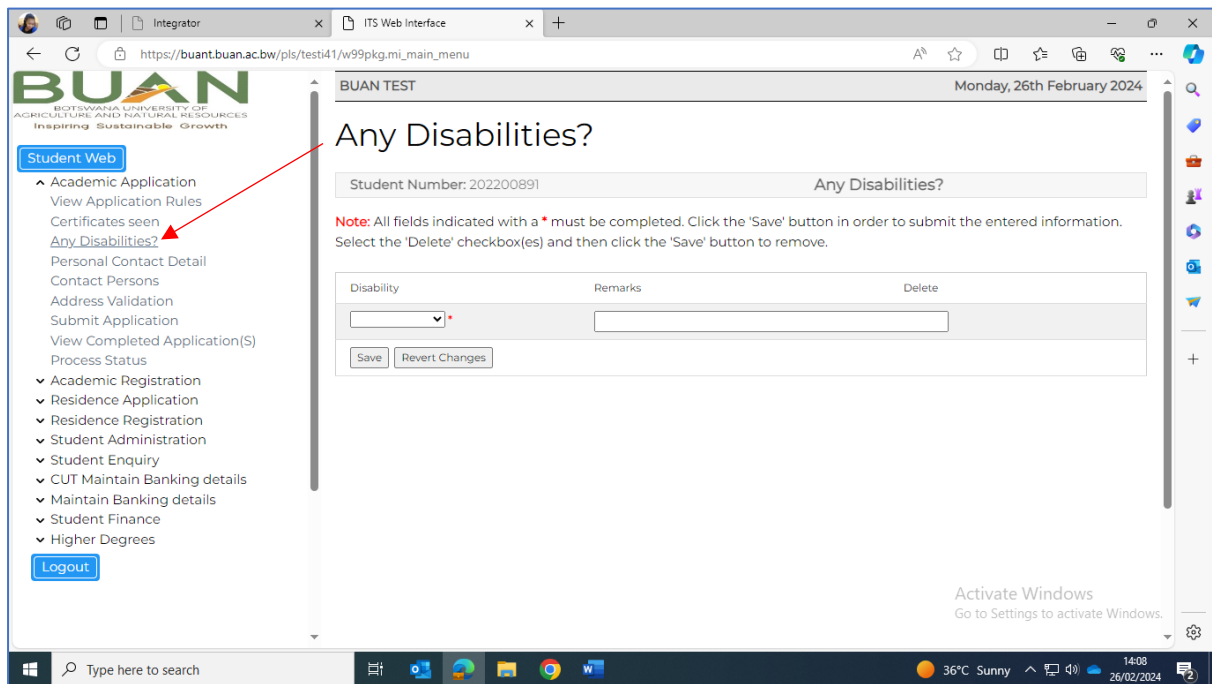 Integrator
ITS Web Interface
https://buant.buan.ac.bw/pls/testi41/w99pkg.mi_main_menu
BUAN
BOTSWANA UNIVERSITY OF
AGRICULTURE AND NATURAL RESOURCES
Inspiring Sustainable Growth
Student Web
Academic Application
View Application Rules
Certificates seen
Any Disabilities?
Personal Contact Detail
Contact Persons
Address Validation
Submit Application
View Completed Application(S)
Process Status
Academic Registration
Residence Application
Residence Registration
Student Administration
Student Enquiry
CUT Maintain Banking details
Maintain Banking details
Student Finance
Higher Degrees
Logout
BUAN TEST Monday, 26th February 2024
Any Disabilities?
Student Number: 202200891 Any Disabilities?
Note: All fields indicated with a * must be completed. Click the 'Save' button in order to submit the entered information.
Select the 'Delete' checkbox(es) and then click the 'Save' button to remove.
Disability Remarks Delete
*
Save Revert Changes
Activate Windows
Go to Settings to activate Windows.
Type here to search
36°C Sunny
14:08
26/02/2024
2